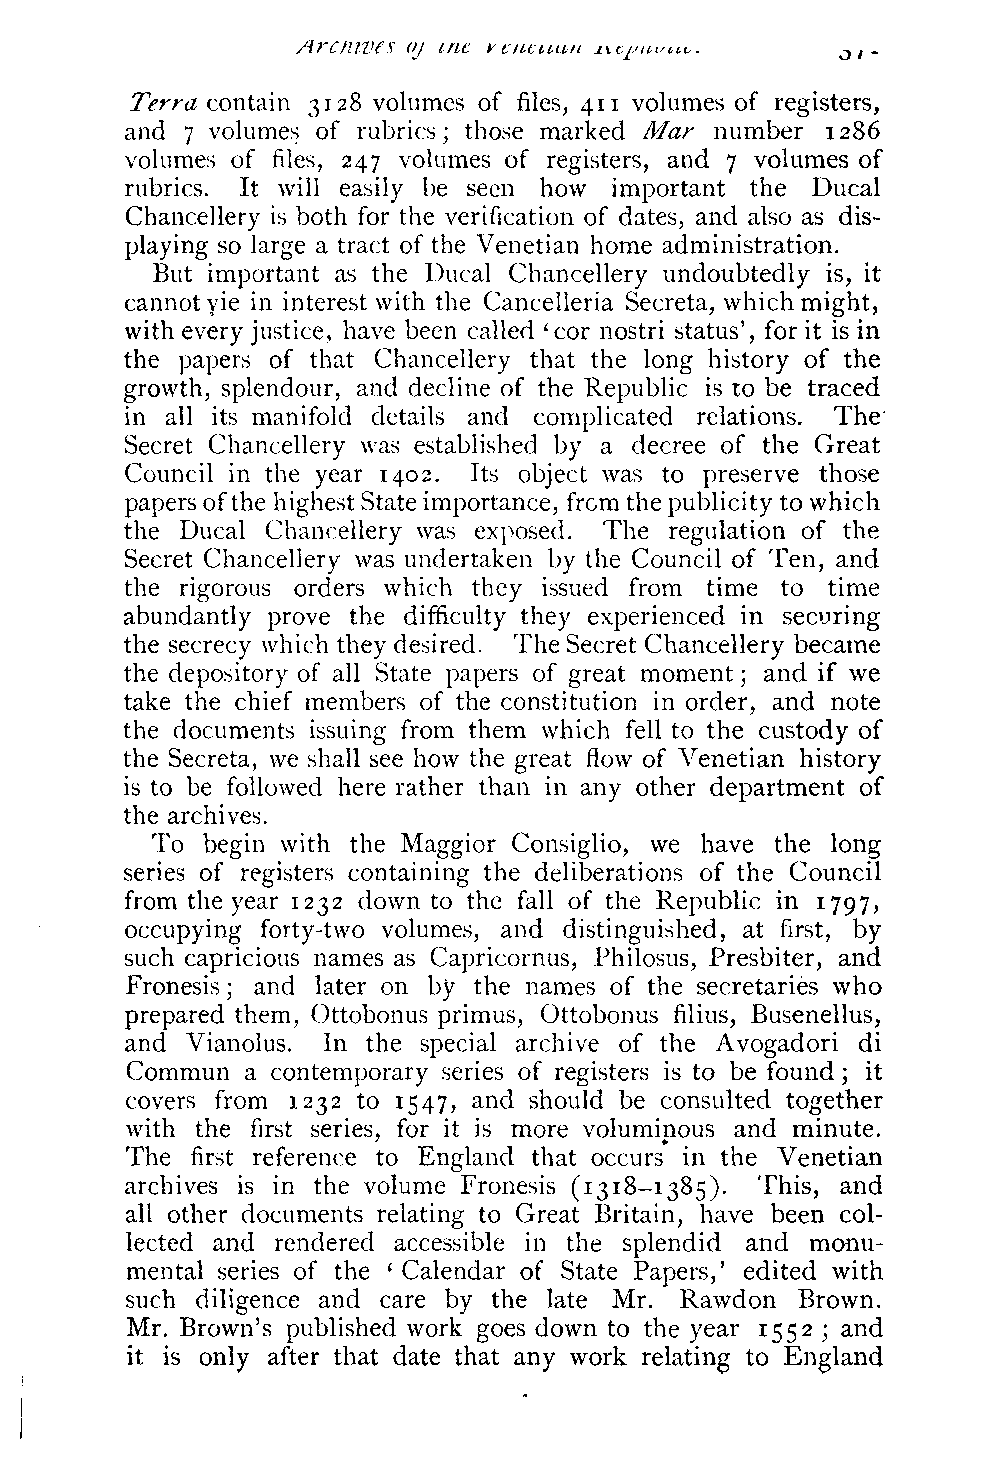 Archives of the Venetian Republic.
Terra contain 3128 volumes of files, 411 volumes of registers,
and 7 volumes of rubrics; those marked Mar number 1286
volumes of files, 247 volumes of registers, and 7 volumes of
rubrics. It will easily be seen how important the Ducal
Chancellery is both for the verification of dates, and also as dis-
playing so large a tract of the Venetian home administration.
But important as the Ducal Chancellery undoubtedly is, it
cannot vie in interest with the Cancelleria Secreta, which might,
with every justice, have been called ‘cor nostri status’, for it is in
the papers of that Chancellery that the long history of the
growth, splendour, and decline of the Republic is to be traced
in all its manifold details and complicated relations. The
Secret Chancellery was established by a decree of the Great
Council in the year 1402. Its object was to preserve those
papers of the highest State importance, from the publicity to which
the Ducal Chancellery was exposed. The regulation of the
Secret Chancellery was undertaken by the Council of Ten, and
the rigorous orders which they issued from time to time
abundantly prove the difficulty they experienced in securing
the secrecy which they desired. The Secret Chancellery became
the depository of all State papers of great moment; and if we
take the chief members of the constitution in order, and note
the documents issuing from them which fell to the custody of
the Secreta, we shall see how the great flow of Venetian history
is to be followed here rather than in any other department of
the archives.
To begin with the Maggior Consiglio, we have the long
series of registers containing the deliberations of the Council
from the year 1232 down to the fall of the Republic in 1797,
occupying forty-two volumes, and distinguished, at first, by
such capricious names as Capricornus, Philosus, Presbiter, and
Fronesis; and later on by the names of the secretaries who
prepared them, Ottobonus primus, Ottobonus filius, Busenellus,
and Vianolus. In the special archive of the Avogadori di
Commun a contemporary series of registers is to be found; it
covers from 1232 to 1547, and should be consulted together
with the first series, for it is more voluminous and minute.
The first reference to England that occurs in the Venetian
archives is in the volume Fronesis (1318–1385). This, and
all other documents relating to Great Britain, have been col-
lected and rendered accessible in the splendid and monu-
mental series of the ‘Calendar of State Papers,’ edited with
such diligence and care by the late Mr. Rawdon Brown.
Mr. Brown's published work goes down to the year 1552; and
it is only after that date that any work relating to England